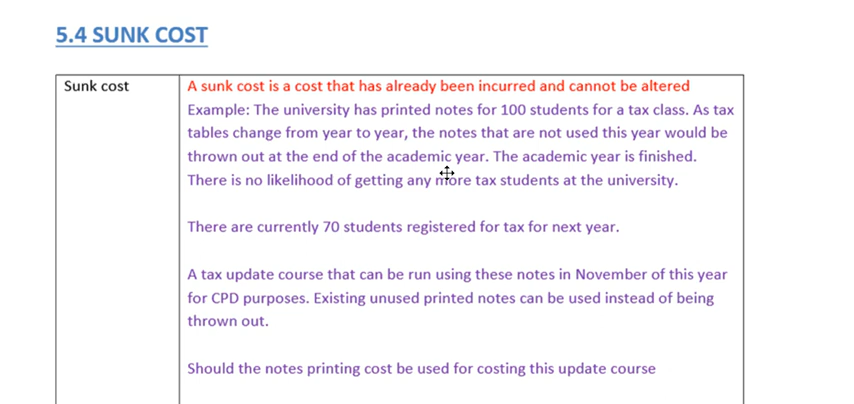 5.4 SUNK COST
Sunk cost
A sunk cost is a cost that has already been incurred and cannot be altered
Example: The university has printed notes for 100 students for a tax class. As tax
tables change from year to year, the notes that are not used this year would be
thrown out at the end of the academic year. The academic year is finished.
There is no likelihood of getting any more tax students at the university.
There are currently 70 students registered for tax for next year.
A tax update course that can be run using these notes in November of this year
for CPD purposes. Existing unused printed notes can be used instead of being
thrown out.
Should the notes printing cost be used for costing this update course